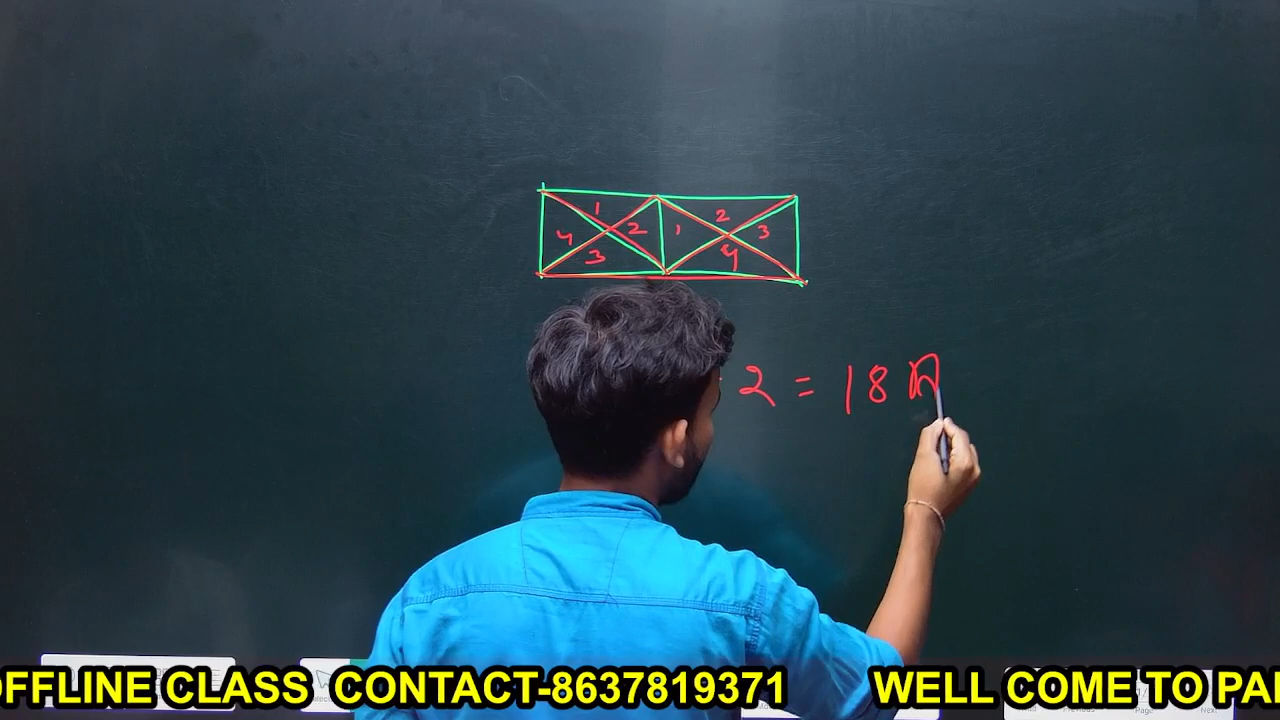 1 2
4 2 1 3
3 4
2 = 18
OFFLINE CLASS CONTACT-8637819371 WELL COME TO PA